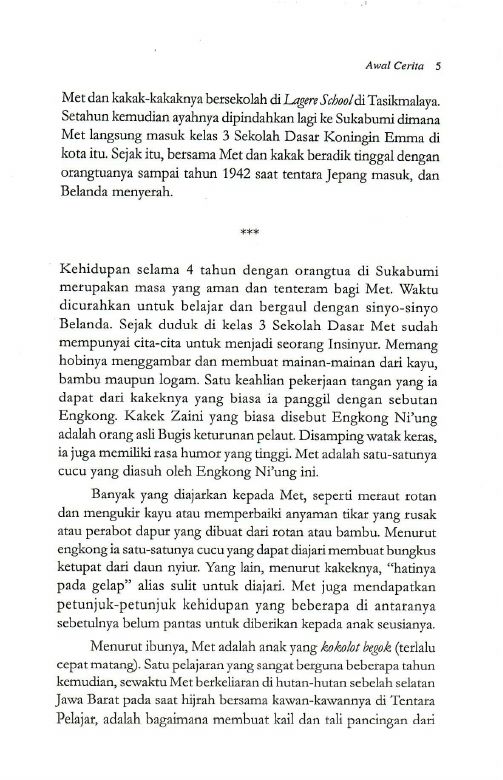 Awal Cerita 5
Met dan kakak-kakaknya bersekolah di Lagere School di Tasikmalaya.
Setahun kemudian ayahnya dipindahkan lagi ke Sukabumi dimana
Met langsung masuk kelas 3 Sekolah Dasar Koningin Emma di
kota itu. Sejak itu, bersama Met dan kakak beradik tinggal dengan
orangtuanya sampai tahun 1942 saat tentara Jepang masuk, dan
Belanda menyerah.
***
Kehidupan selama 4 tahun dengan orangtua di Sukabumi
merupakan masa yang aman dan tenteram bagi Met. Waktu
dicurahkan untuk belajar dan bergaul dengan sinyo-sinyo
Belanda. Sejak duduk di kelas 3 Sekolah Dasar Met sudah
mempunyai cita-cita untuk menjadi seorang Insinyur. Memang
hobinya menggambar dan membuat mainan-mainan dari kayu,
bambu maupun logam. Satu keahlian pekerjaan tangan yang ia
dapat dari kakeknya yang biasa ia panggil dengan sebutan
Engkong. Kakek Zaini yang biasa disebut Engkong Ni'ung
adalah orang asli Bugis keturunan pelaut. Disamping watak keras,
ia juga memiliki rasa humor yang tinggi. Met adalah satu-satunya
cucu yang diasuh oleh Engkong Ni'ung ini.
Banyak yang diajarkan kepada Met, seperti meraut rotan
dan mengukir kayu atau memperbaiki anyaman tikar yang rusak
atau perabot dapur yang dibuat dari rotan atau bambu. Menurut
engkong ia satu-satunya cucu yang dapat diajari membuat bungkus
ketupat dari daun nyiur. Yang lain, menurut kakeknya, “hatinya
pada gelap” alias sulit untuk diajari. Met juga mendapatkan
petunjuk-petunjuk kehidupan yang beberapa di antaranya
sebetulnya belum pantas untuk diberikan kepada anak seusianya.
Menurut ibunya, Met adalah anak yang kokolot begok (terlalu
cepat matang). Satu pelajaran yang sangat berguna beberapa tahun
kemudian, sewaktu Met berkeliaran di hutan-hutan sebelah selatan
Jawa Barat pada saat hijrah bersama kawan-kawannya di Tentara
Pelajar, adalah bagaimana membuat kail dan tali pancingan dari